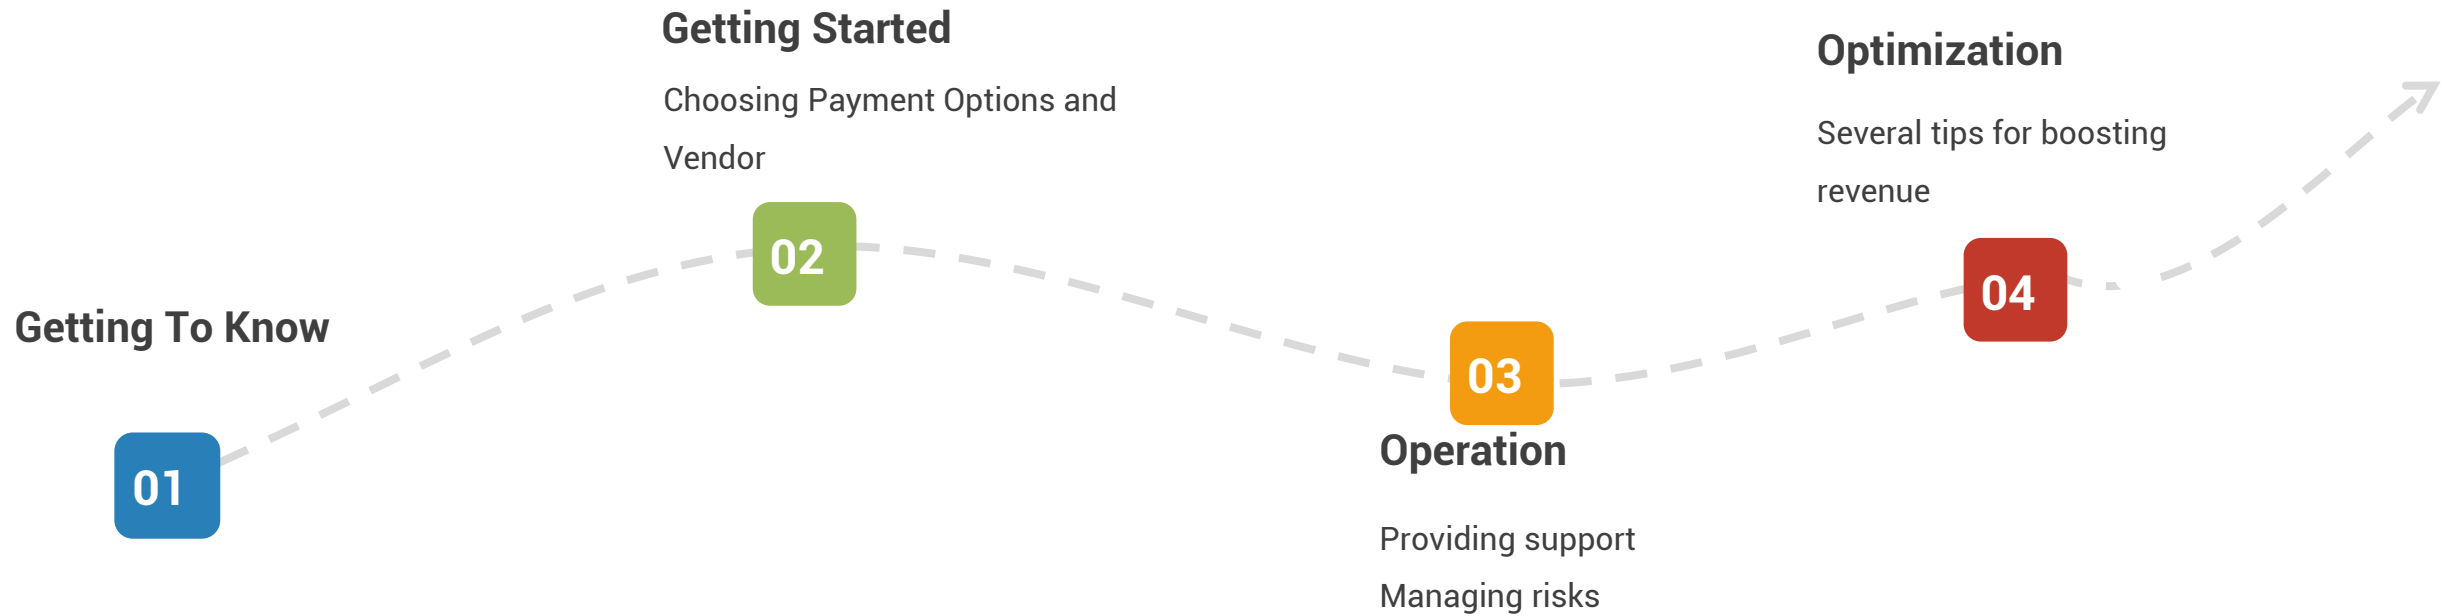 Getting To Know
01
Getting Started
Choosing Payment Options and
Vendor
02
03
Operation
Providing support
Managing risks
Optimization
Several tips for boosting
revenue
04